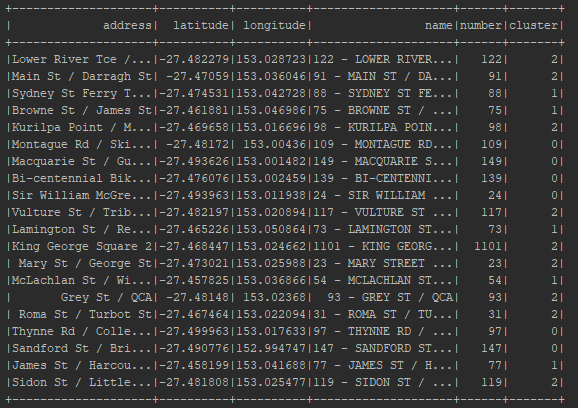 +--------------------+----------+----------+--------------------+------+-------+
|             address|  latitude| longitude|                name|number|cluster|
+--------------------+----------+----------+--------------------+------+-------+
|Lower River Tce /...|-27.482279|153.028723|122 - LOWER RIVER...|   122|      2|
|Main St / Darragh St| -27.47059|153.036046|91 - MAIN ST / DA...|    91|      2|
|Sydney St Ferry T...|-27.474531|153.042728|88 - SYDNEY ST FE...|    88|      1|
|Browne St / James St|-27.461881|153.046986|75 - BROWNE ST / ...|    75|      1|
|Kurilpa Point / M...|-27.469658|153.016696|98 - KURILPA POIN...|    98|      2|
|Montague Rd / Ski...| -27.48172| 153.00436|109 - MONTAGUE RD...|   109|      0|
|Macquarie St / Gu...|-27.493626|153.001482|149 - MACQUARIE S...|   149|      0|
|Bi-centennial Bik...|-27.476076|153.002459|139 - BI-CENTENNI...|   139|      0|
|Sir William McGre...|-27.493963|153.011938|24 - SIR WILLIAM ...|    24|      0|
|Vulture St / Trib...|-27.482197|153.020894|117 - VULTURE ST ...|   117|      2|
|Lamington St / Re...|-27.465226|153.050864|73 - LAMINGTON ST...|    73|      1|
|King George Square 2|-27.468447|153.024662|1101 - KING GEORG...|  1101|      2|
| Mary St / George St|-27.473021|153.025988|23 - MARY STREET ...|    23|      2|
|McLachlan St / Wi...|-27.457825|153.036866|54 - MCLACHLAN ST...|    54|      1|
|       Grey St / QCA| -27.48148| 153.02368|  93 - GREY ST / QCA|    93|      2|
| Roma St / Turbot St|-27.467464|153.022094|31 - ROMA ST / TU...|    31|      2|
|Thynne Rd / Colle...|-27.499963|153.017633|97 - THYNNE RD / ...|    97|      0|
|Sandford St / Bri...|-27.490776|152.994747|147 - SANDFORD ST...|   147|      0|
|James St / Harcou...|-27.458199|153.041688|77 - JAMES ST / H...|    77|      1|
|Sidon St / Little...|-27.481808|153.025477|119 - SIDON ST / ...|   119|      2|
+--------------------+----------+----------+--------------------+------+-------+